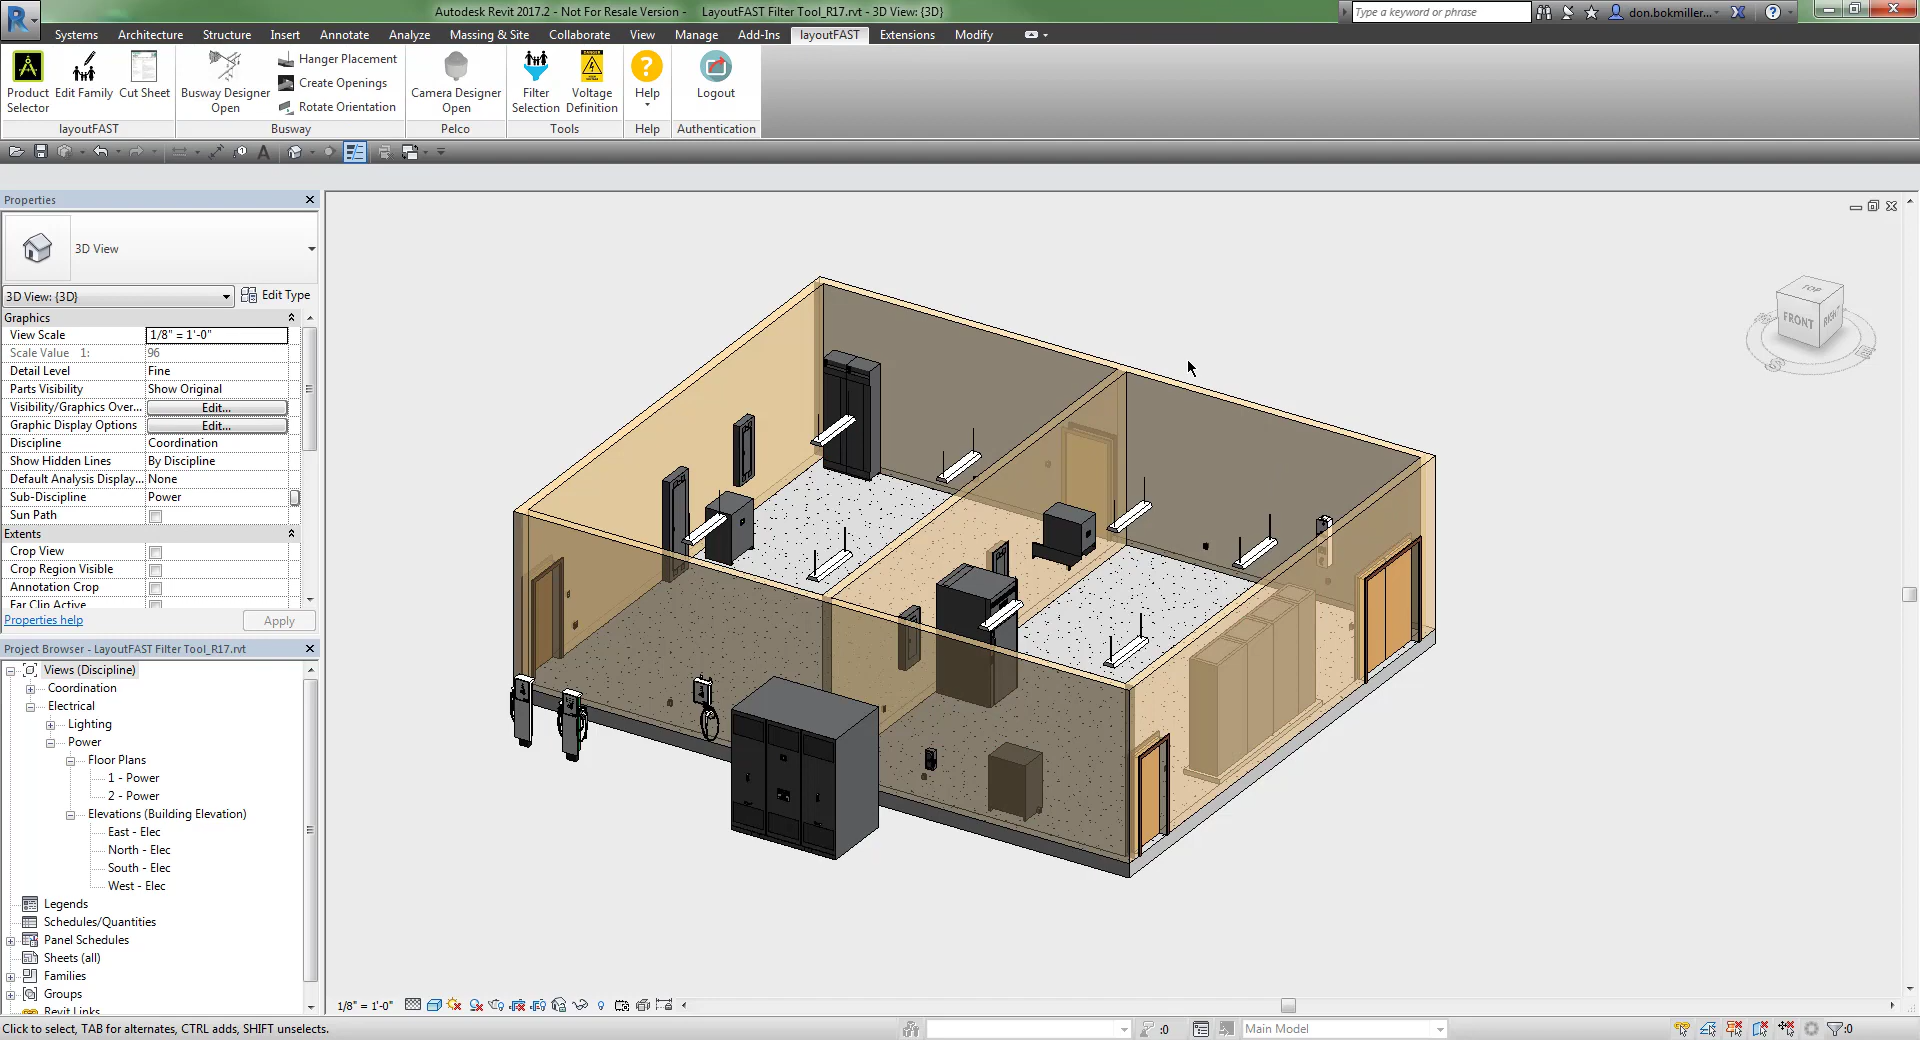 Autodesk Revit 2017.2 - Not For Resale Version - LayoutFAST Filter Tool_R17.rvt - 3D View: {3D}
Type a keyword or phrase
don.bokmiller...
Systems Architecture Structure Insert Annotate Analyze Massing & Site Collaborate View Manage Add-Ins layoutFAST Extensions Modify
Product Selector
Edit Family
Cut Sheet
Busway Designer Open
Hanger Placement
Create Openings
Rotate Orientation
Camera Designer Open
Filter Selection
Voltage Definition
Help
Logout
layoutFAST Busway Pelco Tools Help Authentication
Properties
3D View
3D View: {3D} Edit Type
Graphics
View Scale 1/8" = 1'-0"
Scale Value 1: 96
Detail Level Fine
Parts Visibility Show Original
Visibility/Graphics Over... Edit...
Graphic Display Options Edit...
Discipline Coordination
Show Hidden Lines By Discipline
Default Analysis Display... None
Sub-Discipline Power
Sun Path
Extents
Crop View
Crop Region Visible
Annotation Crop
Far Clip Active
Properties help Apply
Project Browser - LayoutFAST Filter Tool_R17.rvt
Views (Discipline)
Coordination
Electrical
Lighting
Power
Floor Plans
1 - Power
2 - Power
Elevations (Building Elevation)
East - Elec
North - Elec
South - Elec
West - Elec
Legends
Schedules/Quantities
Panel Schedules
Sheets (all)
Families
Groups
Revit Links
TOP
FRONT
RIGHT
S
E
1/8" = 1'-0"
Click to select, TAB for alternates, CTRL adds, SHIFT unselects.
:0
Main Model
:0